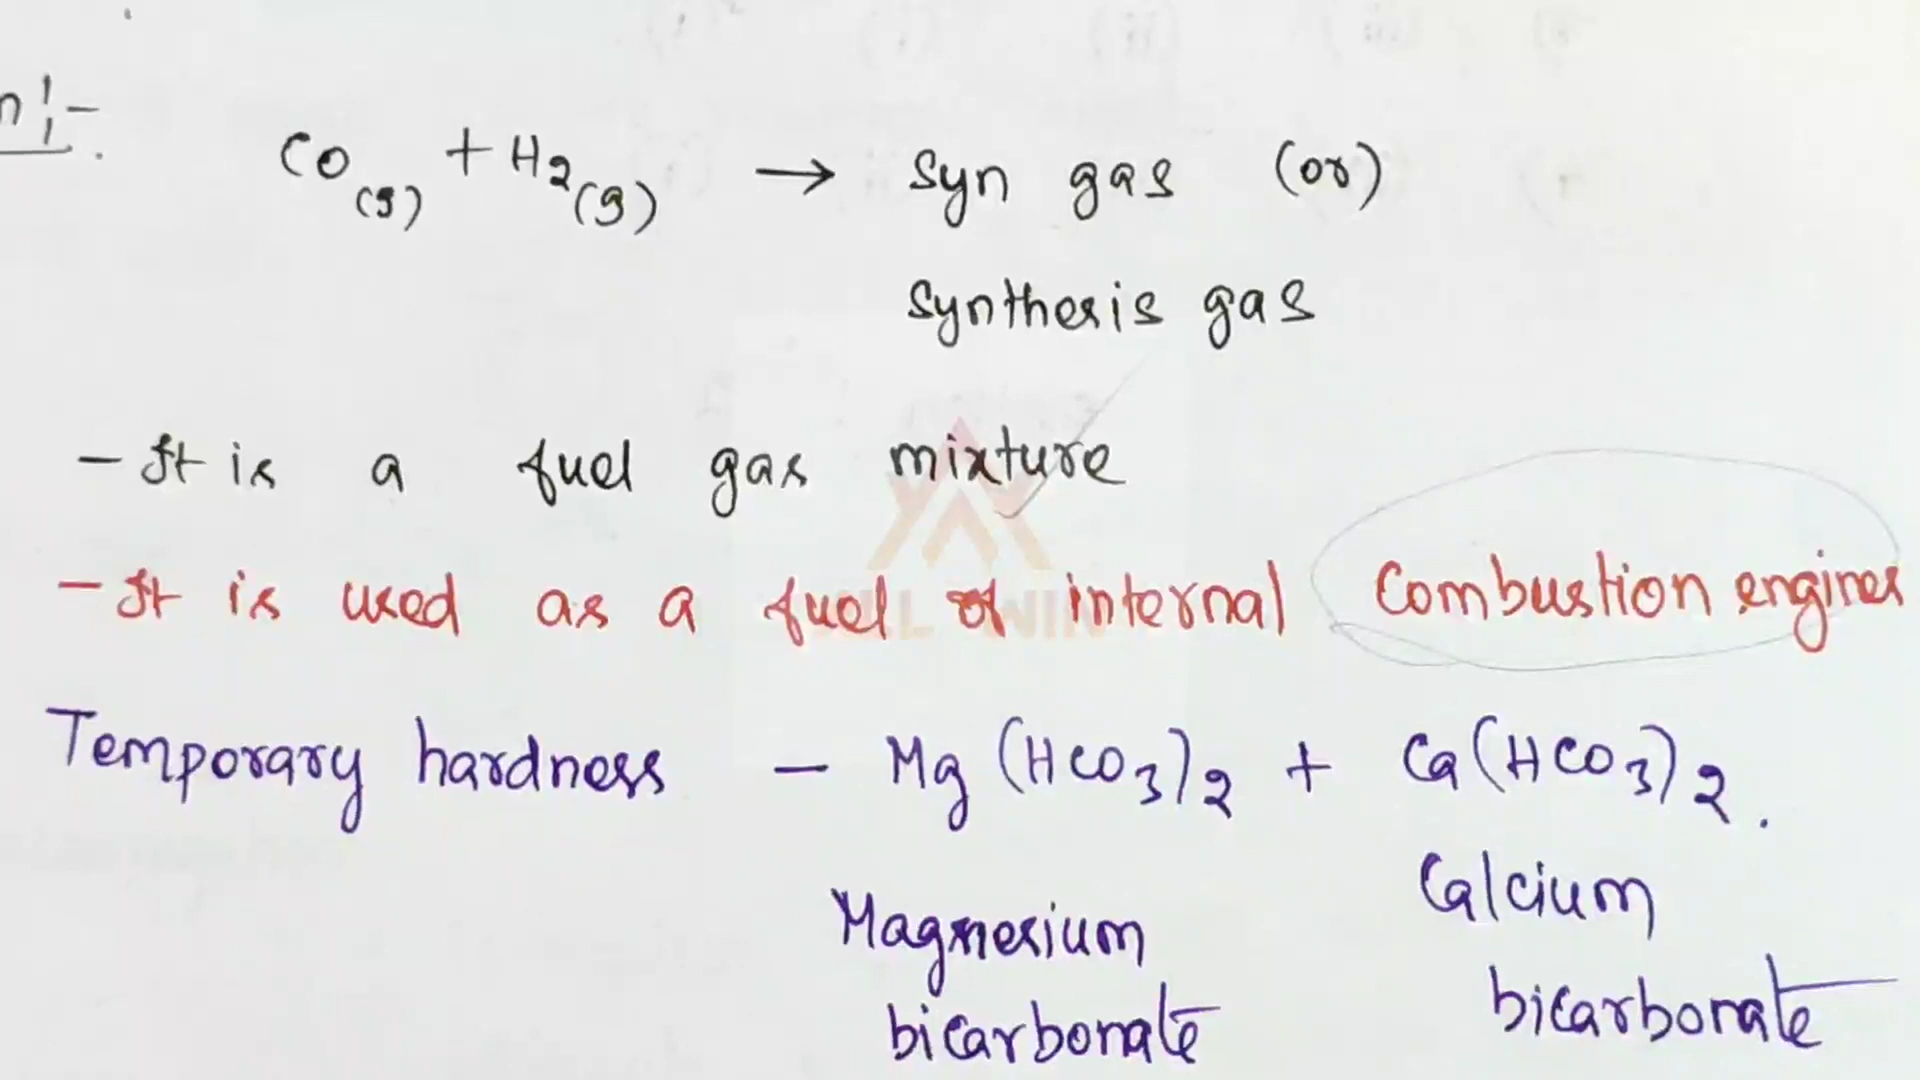 n :-
CO(g) + H2(g) → Syn gas (or)
Synthesis gas
- It is a fuel gas mixture
- It is used as a fuel of internal Combustion engines
Temporary hardness - Mg(HCO3)2 + Ca(HCO3)2.
Magnesium Calcium
bicarbonate bicarbonate